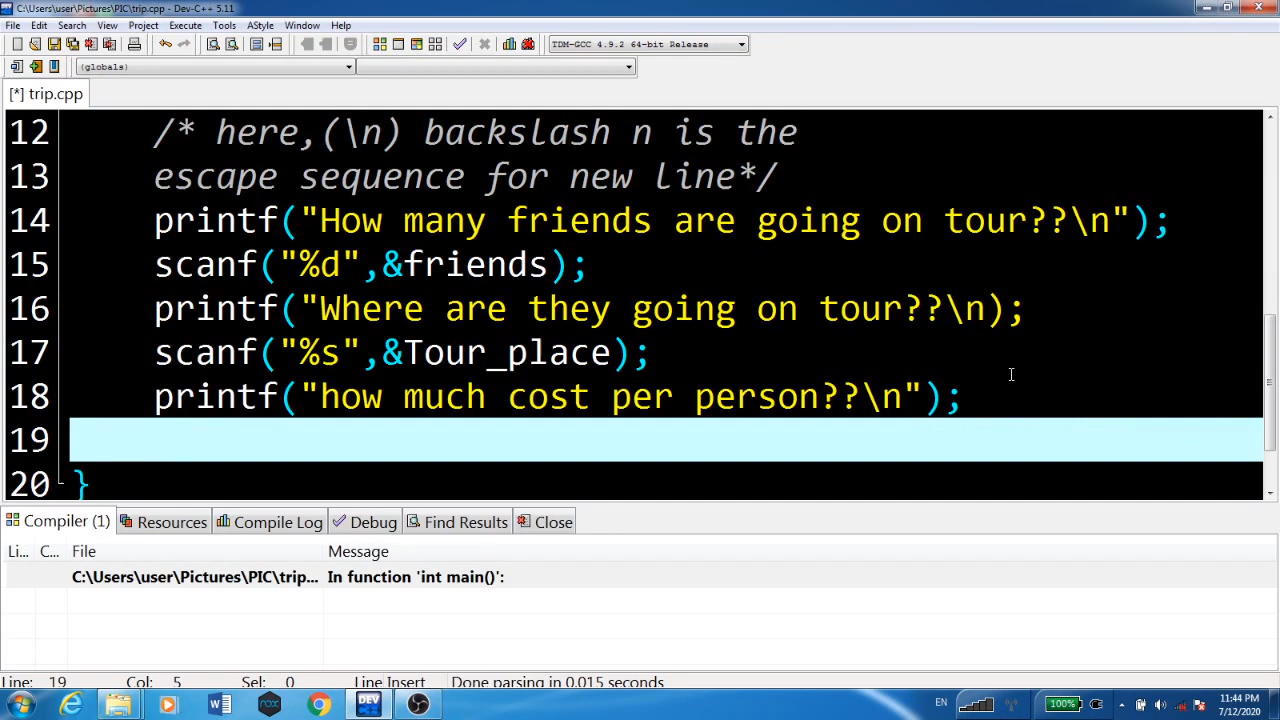 C:\Users\user\Pictures\PIC\trip.cpp - Dev-C++ 5.11
File Edit Search View Project Execute Tools AStyle Window Help
TDM-GCC 4.9.2 64-bit Release
(globals)
[*] trip.cpp
12 /* here,(\n) backslash n is the
13 escape sequence for new line*/
14 printf("How many friends are going on tour??\n");
15 scanf("%d",&friends);
16 printf("Where are they going on tour??\n);
17 scanf("%s",&Tour_place);
18 printf("how much cost per person??\n");
19
20 }
Compiler (1) Resources Compile Log Debug Find Results Close
Li... C... File Message
C:\Users\user\Pictures\PIC\trip... In function 'int main()':
Line: 19 Col: 5 Sel: 0 Line Insert Done parsing in 0.015 seconds
EN 100% 11:44 PM
7/12/2020